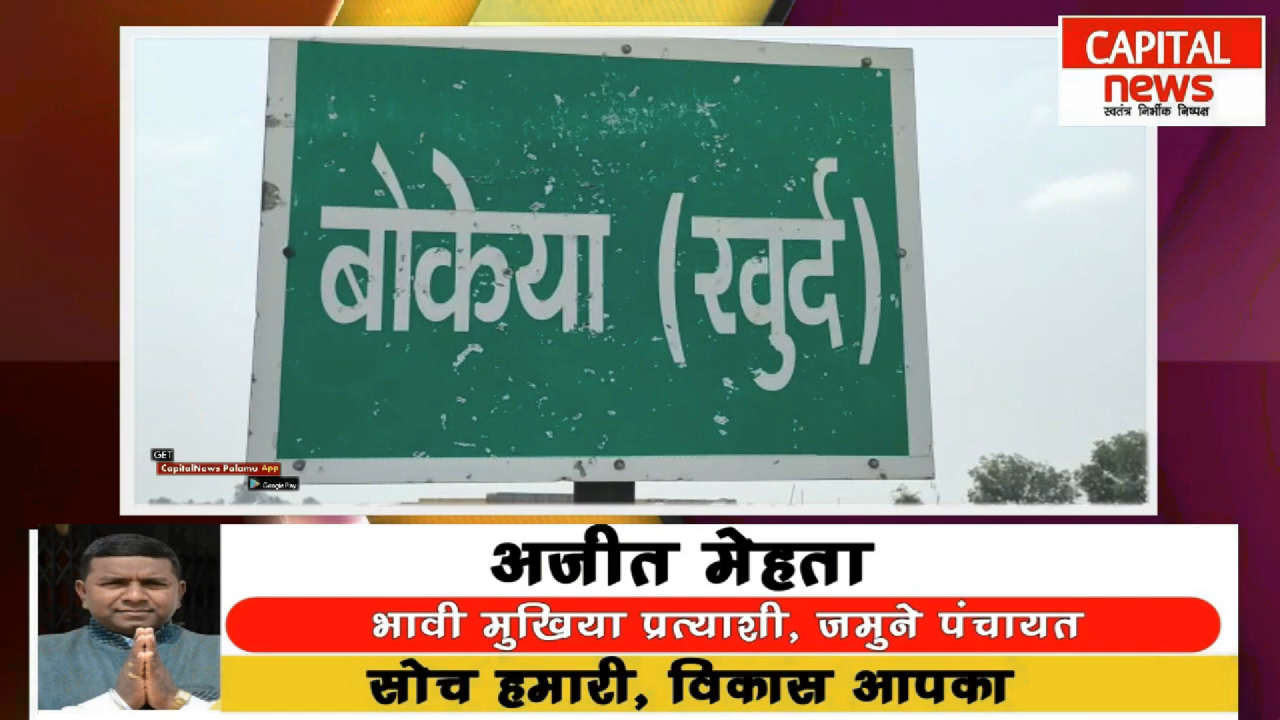 CAPITAL
news
स्वतंत्र निर्भीक निष्पक्ष
बोकेया (खुर्द)
GET
CapitalNews Palamu App
Google Play
अजीत मेहता
भावी मुखिया प्रत्याशी, जमुने पंचायत
सोच हमारी, विकास आपका